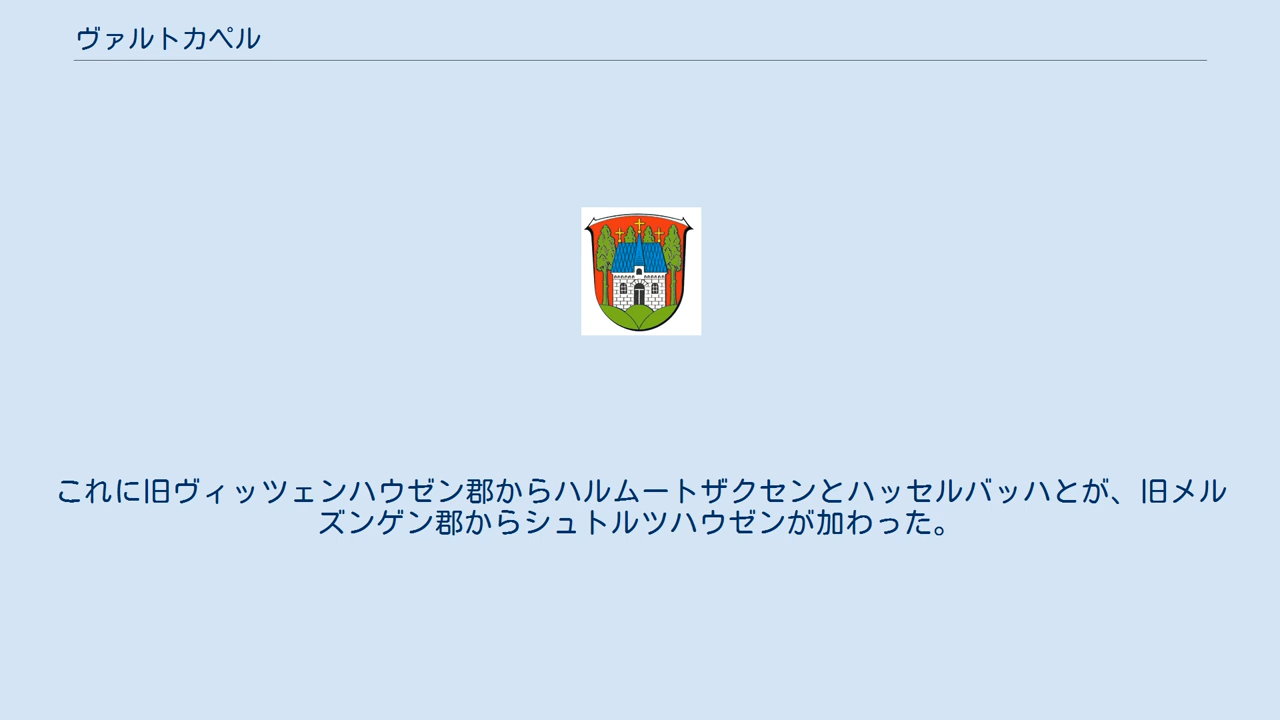 ヴァルトカペル
これに旧ヴィッツェンハウゼン郡からハルムートザクセンとハッセルバッハとが、旧メル
ズンゲン郡からシュトルツハウゼンが加わった。